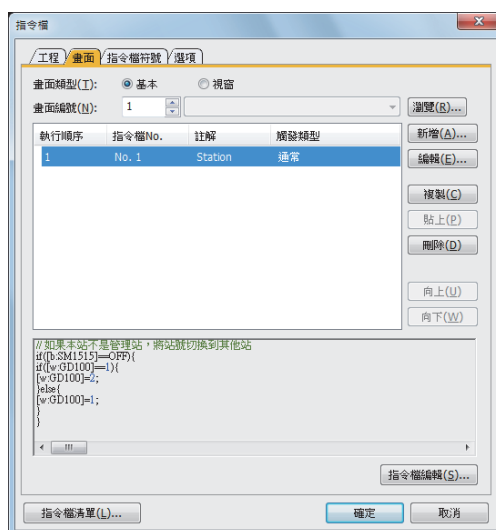 指令檔
工程 畫面 指令檔符號 選項
畫面類型(T): 基本 視窗
畫面編號(N): 1 瀏覽(R)...
執行順序 指令檔No. 註解 觸發類型 新增(A)...
1 No. 1 Station 通常
編輯(E)...
複製(C)
貼上(P)
刪除(D)
向上(U)
向下(W)
//如果本站不是管理站，將站號切換到其他站
if([b:SM1515]==OFF){
if([w:GD100]==1){
[w:GD100]=2;
}else{
[w:GD100]=1;
}
}
指令檔編輯(S)...
指令檔清單(L)... 確定 取消